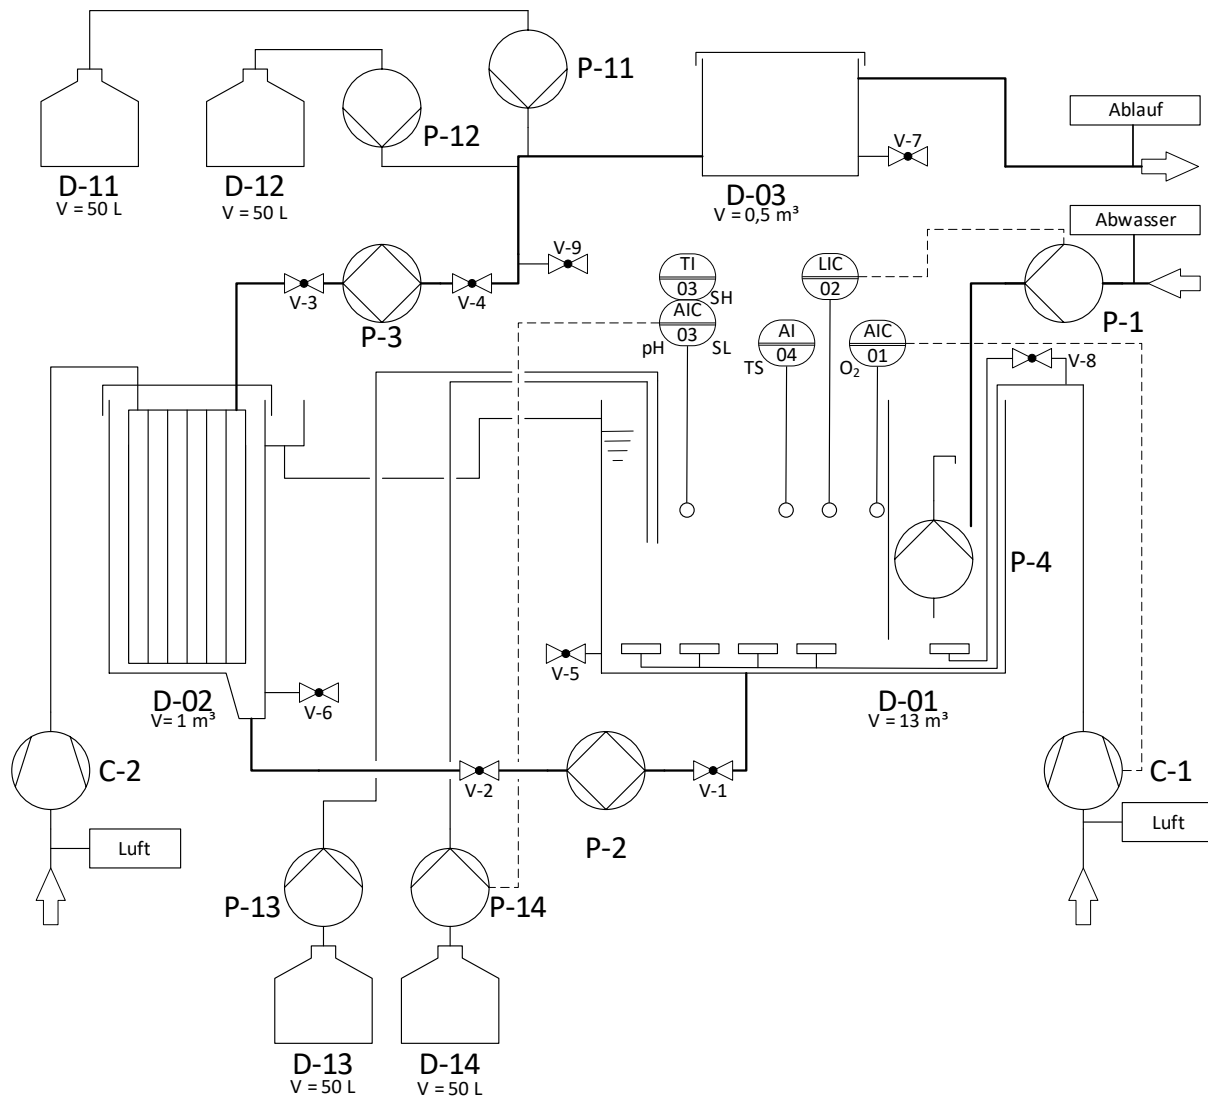 P-11
P-12
D-11
V = 50 L
D-12
V = 50 L
V-7
D-03
V = 0,5 m³
Ablauf
Abwasser
V-9
V-3
V-4
P-3
TI
03
SH
AIC
03
pH
SL
LIC
02
AI
04
TS
AIC
01
O₂
P-1
V-8
P-4
V-5
D-02
V= 1 m³
V-6
D-01
V = 13 m³
C-2
V-2
V-1
C-1
Luft
P-2
Luft
P-13
P-14
D-13
V = 50 L
D-14
V = 50 L